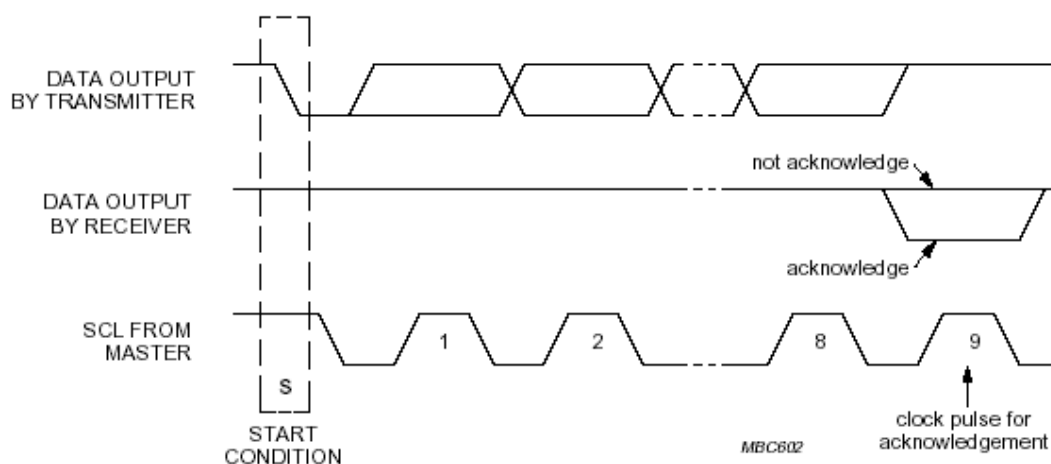 DATA OUTPUT
BY TRANSMITTER
not acknowledge
DATA OUTPUT
BY RECEIVER
acknowledge
SCL FROM
MASTER
1
2
8
9
S
START
CONDITION
MBC602
clock pulse for
acknowledgement